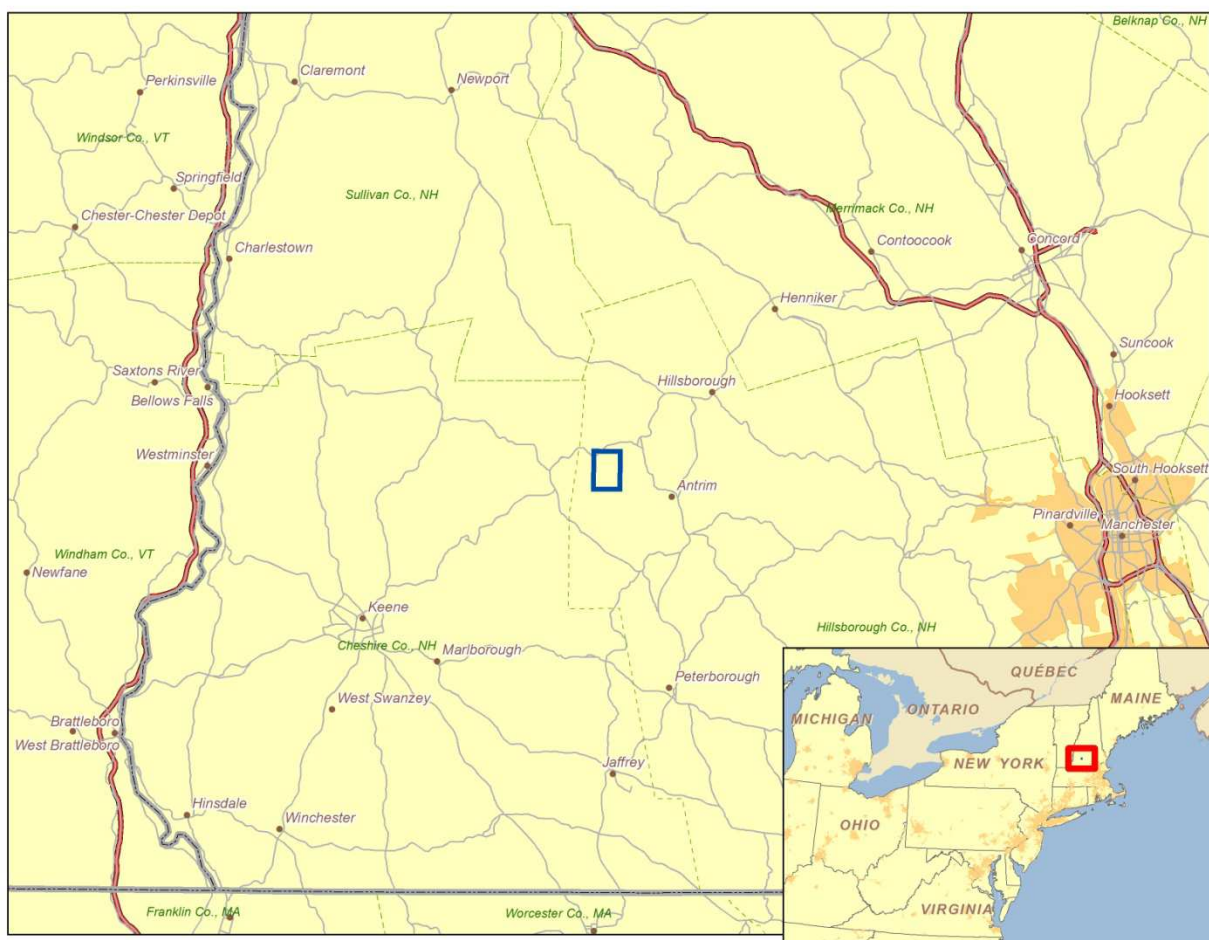 Belknap Co., NH
Claremont
Perkinsville
Newport
Windsor Co., VT
Springfield
Sullivan Co., NH
Chester-Chester Depot
Merrimack Co., NH
Charlestown
Contoocook
Concord
Henniker
Suncook
Saxtons River
Hillsborough
Bellows Falls
Hooksett
Westminster
South Hooksett
Antrim
Pinardville
Manchester
Windham Co., VT
Newfane
Keene
Hillsborough Co., NH
Cheshire Co., NH
Marlborough
Peterborough
West Swanzey
Brattleboro
West Brattleboro
Jaffrey
Hinsdale
Winchester
Franklin Co., MA
Worcester Co., MA
QUÉBEC
MAINE
ONTARIO
MICHIGAN
NEW YORK
OHIO
VIRGINIA